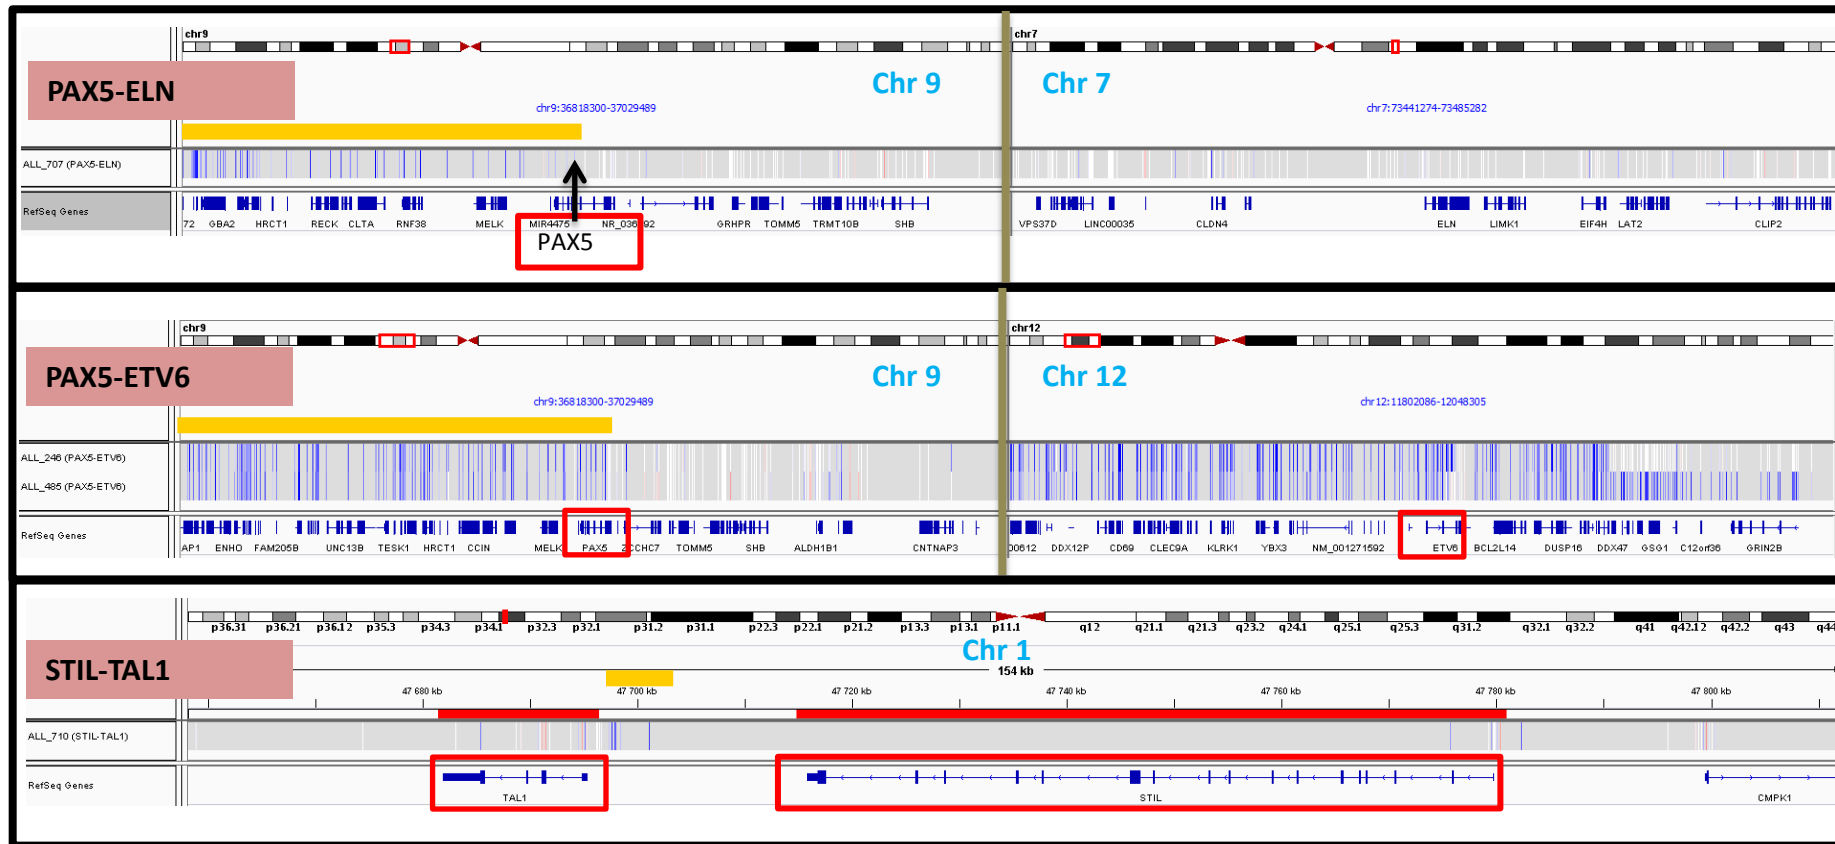 chr9 chr7
PAX5-ELN Chr 9 Chr 7
chr9:36818300-37029489 chr7:73441274-73485282
ALL_707 (PAX5-ELN)
RefSeq Genes
72 GBA2 HRCT1 RECK CLTA RNF38 MELK MIR4475 NR_036 92 GRHPR TOMM5 TRMT10B SHB VPS37D LINC00035 CLDN4 ELN LIMK1 EIF4H LAT2 CLIP2
PAX5
chr9 chr12
PAX5-ETV6 Chr 9 Chr 12
chr9:36818300-37029489 chr12:11802086-12048305
ALL_246 (PAX5-ETV6)
ALL_485 (PAX5-ETV6)
RefSeq Genes
AP1 ENHO FAM205B UNC13B TESK1 HRCT1 CCIN MELK PAX5 ZCCHC7 TOMM5 SHB ALDH1B1 CNTNAP3 00612 DDX12P CD69 CLEC9A KLRK1 YBX3 NM_001271592 ETV6 BCL2L14 DUSP16 DDX47 GSG1 C12orf36 GRIN2B
p36.31 p36.21 p36.12 p35.3 p34.3 p34.1 p32.3 p32.1 p31.2 p31.1 p22.3 p22.1 p21.2 p13.3 p13.1 p11.1 q12 q21.1 q21.3 q23.2 q24.1 q25.1 q25.3 q31.2 q32.1 q32.2 q41 q42.12 q42.2 q43 q44
STIL-TAL1 Chr 1
154 kb
47 680 kb 47 700 kb 47 720 kb 47 740 kb 47 760 kb 47 780 kb 47 800 kb
ALL_710 (STIL-TAL1)
RefSeq Genes
TAL1 STIL CMPK1